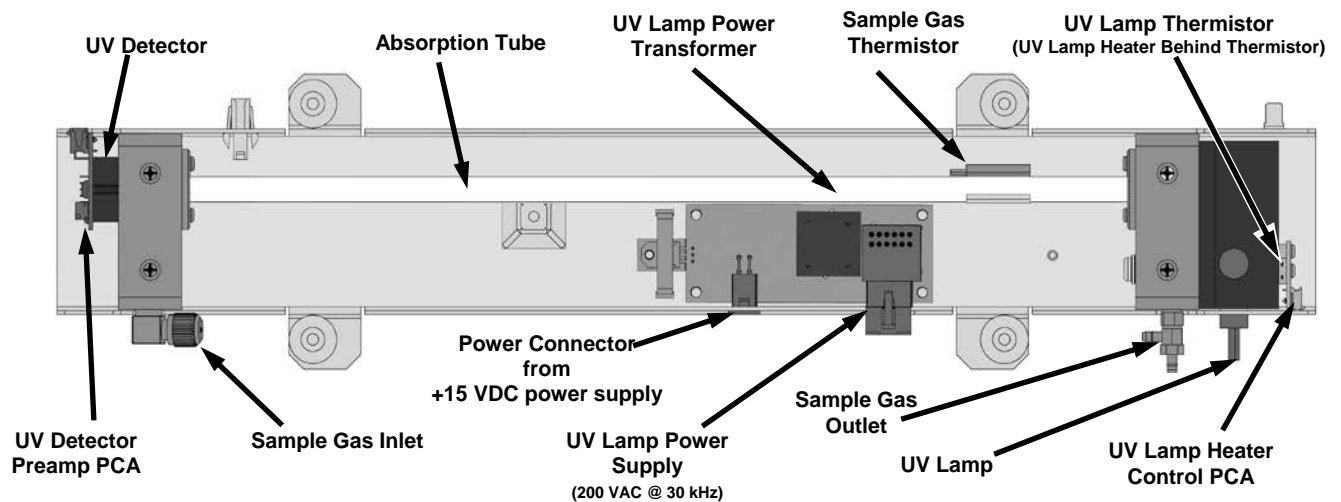 UV Detector
Absorption Tube
UV Lamp Power
Transformer
Sample Gas
Thermistor
UV Lamp Thermistor
(UV Lamp Heater Behind Thermistor)
UV Detector
Preamp PCA
Sample Gas Inlet
Power Connector
from
+15 VDC power supply
UV Lamp Power
Supply
(200 VAC @ 30 kHz)
Sample Gas
Outlet
UV Lamp
UV Lamp Heater
Control PCA